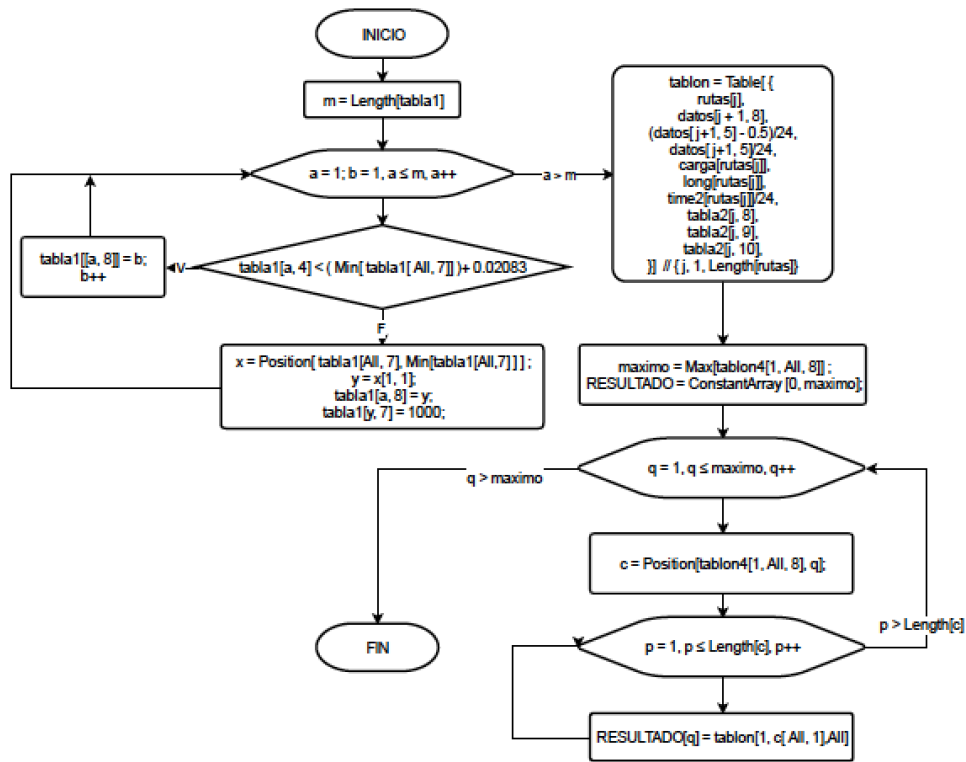 INICIO
m = Length[tabla1]
a = 1; b = 1, a ≤ m, a++
a > m
tabla1[a, 4] < ( Min[ tabla1[ All, 7]] )+ 0.02083
V
tabla1[[a, 8]] = b;
b++
F,
x = Position[ tabla1[All, 7], Min[tabla1[All,7] ] ] ;
y = x[1, 1];
tabla1[a, 8] = y;
tabla1[y, 7] = 1000;
tablon = Table[ {
rutas[j],
datos[j + 1, 8],
(datos[ j+1, 5] - 0.5)/24,
datos[ j+1, 5]/24,
carga[rutas[j]],
long[rutas[j]],
time2[rutas[j]]/24,
tabla2[j, 8],
tabla2[j, 9],
tabla2[j, 10],
}] // { j, 1, Length[rutas]}
maximo = Max[tablon4[1, All, 8]] ;
RESULTADO = ConstantArray [0, maximo];
q = 1, q ≤ maximo, q++
q > maximo
c = Position[tablon4[1, All, 8], q];
p > Length[c]
p = 1, p ≤ Length[c], p++
FIN
RESULTADO[q] = tablon[1, c[ All, 1],All]